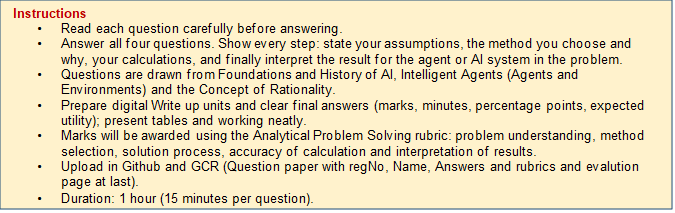 Instructions
• Read each question carefully before answering.
• Answer all four questions. Show every step: state your assumptions, the method you choose and
why, your calculations, and finally interpret the result for the agent or AI system in the problem.
• Questions are drawn from Foundations and History of AI, Intelligent Agents (Agents and
Environments) and the Concept of Rationality.
• Prepare digital Write up units and clear final answers (marks, minutes, percentage points, expected
utility); present tables and working neatly.
• Marks will be awarded using the Analytical Problem Solving rubric: problem understanding, method
selection, solution process, accuracy of calculation and interpretation of results.
• Upload in Github and GCR (Question paper with regNo, Name, Answers and rubrics and evalution
page at last).
• Duration: 1 hour (15 minutes per question).